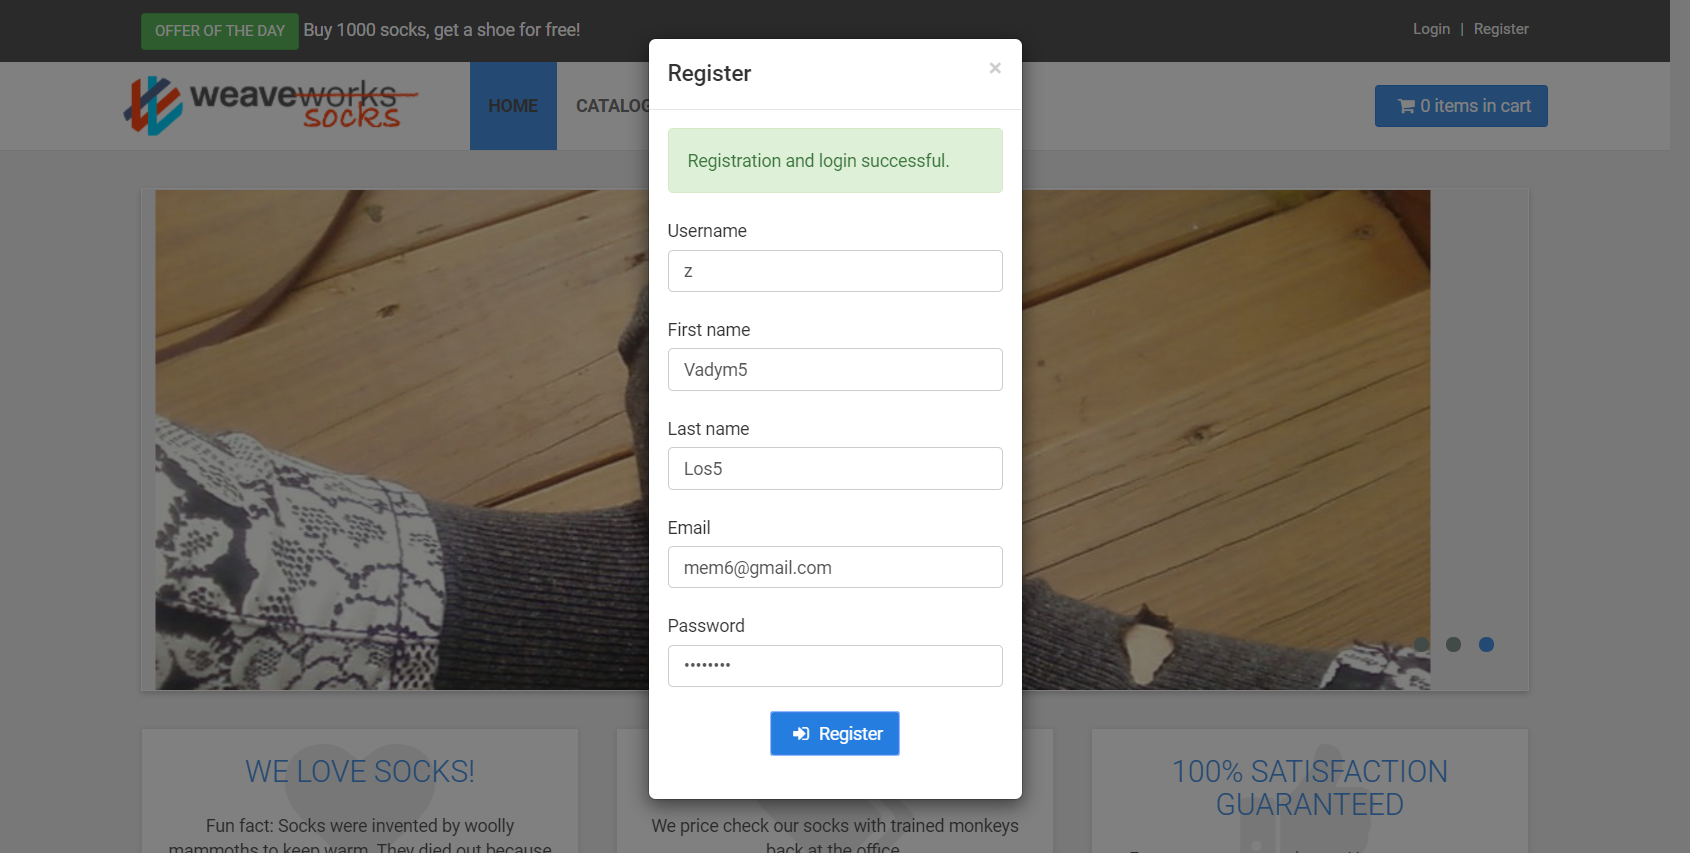 OFFER OF THE DAY Buy 1000 socks, get a shoe for free!
Login | Register
weaveworks
socks
HOME
CATALOG
0 items in cart
Register
×
Registration and login successful.
Username
z
First name
Vadym5
Last name
Los5
Email
mem6@gmail.com
Password
••••••••
Register
WE LOVE SOCKS!
Fun fact: Socks were invented by woolly
mammoths to keep warm. They died out because
We price check our socks with trained monkeys
back at the office
100% SATISFACTION
GUARANTEED